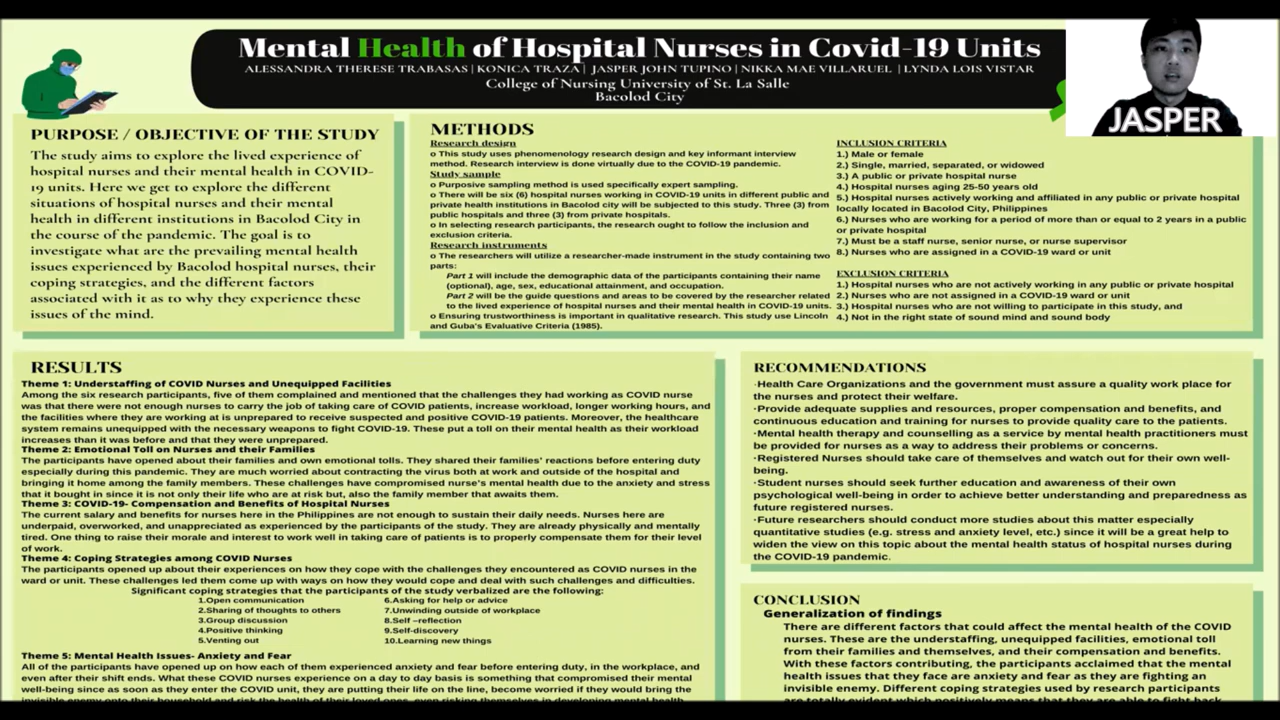 Mental Health of Hospital Nurses in Covid-19 Units
ALESSANDRA THERESE TRABASAS | KONICA TRAZA | JASPER JOHN TUPINO | NIKKA MAE VILLARUEL | LYNDA LOIS VISTAR
College of Nursing University of St. La Salle
Bacolod City
JASPER
PURPOSE / OBJECTIVE OF THE STUDY
The study aims to explore the lived experience of
hospital nurses and their mental health in COVID-
19 units. Here we get to explore the different
situations of hospital nurses and their mental
health in different institutions in Bacolod City in
the course of the pandemic. The goal is to
investigate what are the prevailing mental health
issues experienced by Bacolod hospital nurses, their
coping strategies, and the different factors
associated with it as to why they experience these
issues of the mind.
METHODS
Research design
o This study uses phenomenology research design and key informant interview
method. Research interview is done virtually due to the COVID-19 pandemic.
Study sample
o Purposive sampling method is used specifically expert sampling.
o There will be six (6) hospital nurses working in COVID-19 units in different public and
private health institutions in Bacolod city will be subjected to this study. Three (3) from
public hospitals and three (3) from private hospitals.
o In selecting research participants, the research ought to follow the inclusion and
exclusion criteria.
Research instruments
o The researchers will utilize a researcher-made instrument in the study containing two
parts:
Part 1 will include the demographic data of the participants containing their name
(optional), age, sex, educational attainment, and occupation.
Part 2 will be the guide questions and areas to be covered by the researcher related
to the lived experience of hospital nurses and their mental health in COVID-19 units.
o Ensuring trustworthiness is important in qualitative research. This study use Lincoln
and Guba's Evaluative Criteria (1985).
INCLUSION CRITERIA
1.) Male or female
2.) Single, married, separated, or widowed
3.) A public or private hospital nurse
4.) Hospital nurses aging 25-50 years old
5.) Hospital nurses actively working and affiliated in any public or private hospital
locally located in Bacolod City, Philippines
6.) Nurses who are working for a period of more than or equal to 2 years in a public
or private hospital
7.) Must be a staff nurse, senior nurse, or nurse supervisor
8.) Nurses who are assigned in a COVID-19 ward or unit
EXCLUSION CRITERIA
1.) Hospital nurses who are not actively working in any public or private hospital
2.) Nurses who are not assigned in a COVID-19 ward or unit
3.) Hospital nurses who are not willing to participate in this study, and
4.) Not in the right state of sound mind and sound body
RESULTS
Theme 1: Understaffing of COVID Nurses and Unequipped Facilities
Among the six research participants, five of them complained and mentioned that the challenges they had working as COVID nurse
was that there were not enough nurses to carry the job of taking care of COVID patients, increase workload, longer working hours, and
the facilities where they are working at is unprepared to receive suspected and positive COVID-19 patients. Moreover, the healthcare
system remains unequipped with the necessary weapons to fight COVID-19. These put a toll on their mental health as their workload
increases than it was before and that they were unprepared.
Theme 2: Emotional Toll on Nurses and their Families
The participants have opened about their families and own emotional tolls. They shared their families' reactions before entering duty
especially during this pandemic. They are much worried about contracting the virus both at work and outside of the hospital and
bringing it home among the family members. These challenges have compromised nurse's mental health due to the anxiety and stress
that it bought in since it is not only their life who are at risk but, also the family member that awaits them.
Theme 3: COVID-19- Compensation and Benefits of Hospital Nurses
The current salary and benefits for nurses here in the Philippines are not enough to sustain their daily needs. Nurses here are
underpaid, overworked, and unappreciated as experienced by the participants of the study. They are already physically and mentally
tired. One thing to raise their morale and interest to work well in taking care of patients is to properly compensate them for their level
of work.
Theme 4: Coping Strategies among COVID Nurses
The participants opened up about their experiences on how they cope with the challenges they encountered as COVID nurses in the
ward or unit. These challenges led them come up with ways on how they would cope and deal with such challenges and difficulties.
Significant coping strategies that the participants of the study verbalized are the following:
1.Open communication
2.Sharing of thoughts to others
3.Group discussion
4.Positive thinking
5.Venting out
6.Asking for help or advice
7.Unwinding outside of workplace
8.Self –reflection
9.Self-discovery
10.Learning new things
Theme 5: Mental Health Issues- Anxiety and Fear
All of the participants have opened up on how each of them experienced anxiety and fear before entering duty, in the workplace, and
even after their shift ends. What these COVID nurses experience on a day to day basis is something that compromised their mental
well-being since as soon as they enter the COVID unit, they are putting their life on the line, become worried if they would bring the
invisible enemy onto their household and risk the health of their loved ones, even risking themselves in developing mental health
RECOMMENDATIONS
·Health Care Organizations and the government must assure a quality work place for
the nurses and protect their welfare.
·Provide adequate supplies and resources, proper compensation and benefits, and
continuous education and training for nurses to provide quality care to the patients.
·Mental health therapy and counselling as a service by mental health practitioners must
be provided for nurses as a way to address their problems or concerns.
·Registered Nurses should take care of themselves and watch out for their own well-
being.
·Student nurses should seek further education and awareness of their own
psychological well-being in order to achieve better understanding and preparedness as
future registered nurses.
·Future researchers should conduct more studies about this matter especially
quantitative studies (e.g. stress and anxiety level, etc.) since it will be a great help to
widen the view on this topic about the mental health status of hospital nurses during
the COVID-19 pandemic.
CONCLUSION
Generalization of findings
There are different factors that could affect the mental health of the COVID
nurses. These are the understaffing, unequipped facilities, emotional toll
from their families and themselves, and their compensation and benefits.
With these factors contributing, the participants acclaimed that the mental
health issues that they face are anxiety and fear as they are fighting an
invisible enemy. Different coping strategies used by research participants
are totally evident which positively means that they are able to fight back